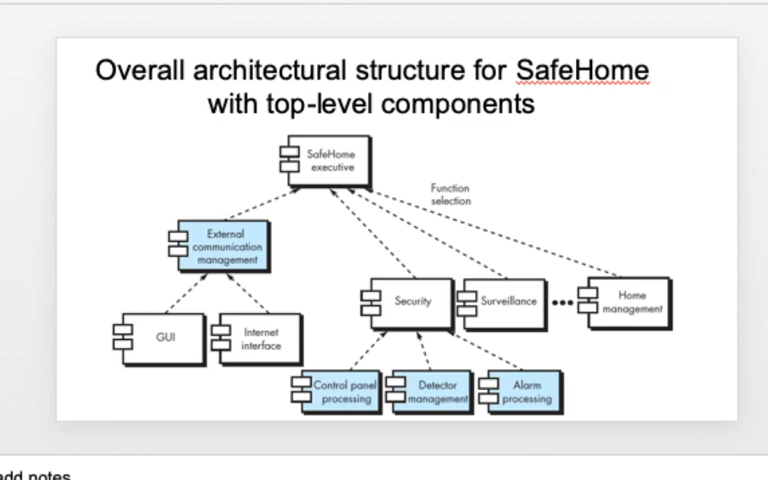 Overall architectural structure for SafeHome
with top-level components
SafeHome
executive
Function
selection
External
communication
management
Security
Surveillance
Home
management
GUI
Internet
interface
Control panel
processing
Detector
management
Alarm
processing
add notes